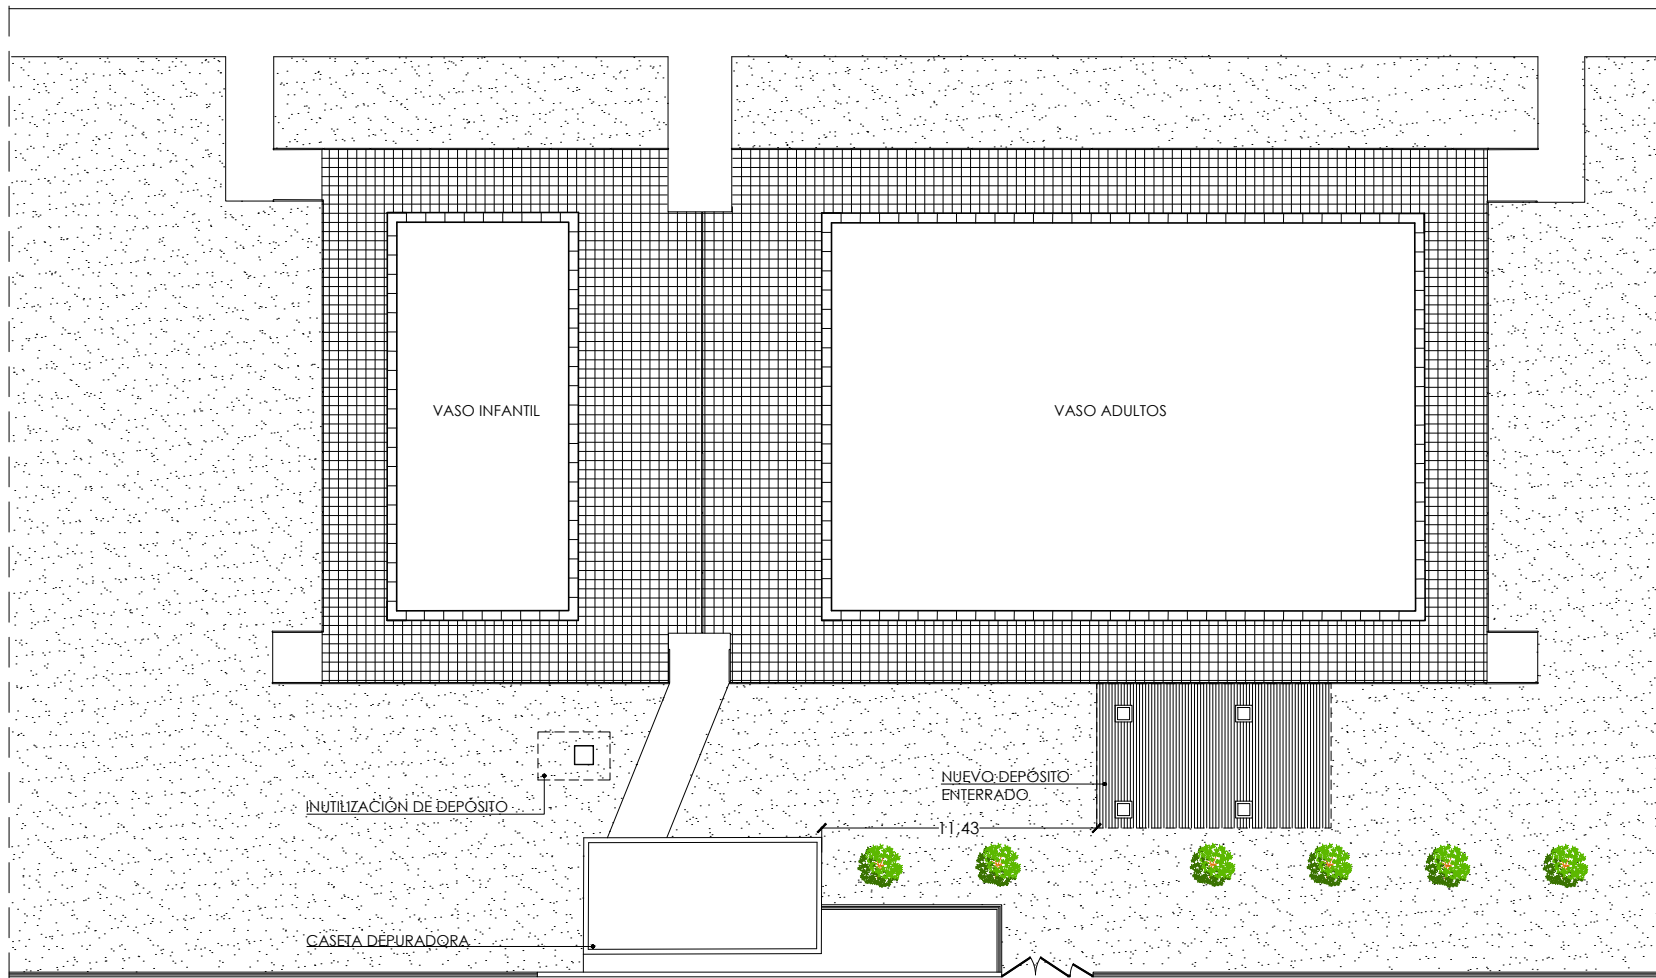 VASO INFANTIL
VASO ADULTOS
NUEVO DEPÓSITO
ENTERRADO
INUTILIZACIÓN DE DEPÓSITO
11,43
CASETA DEPURADORA